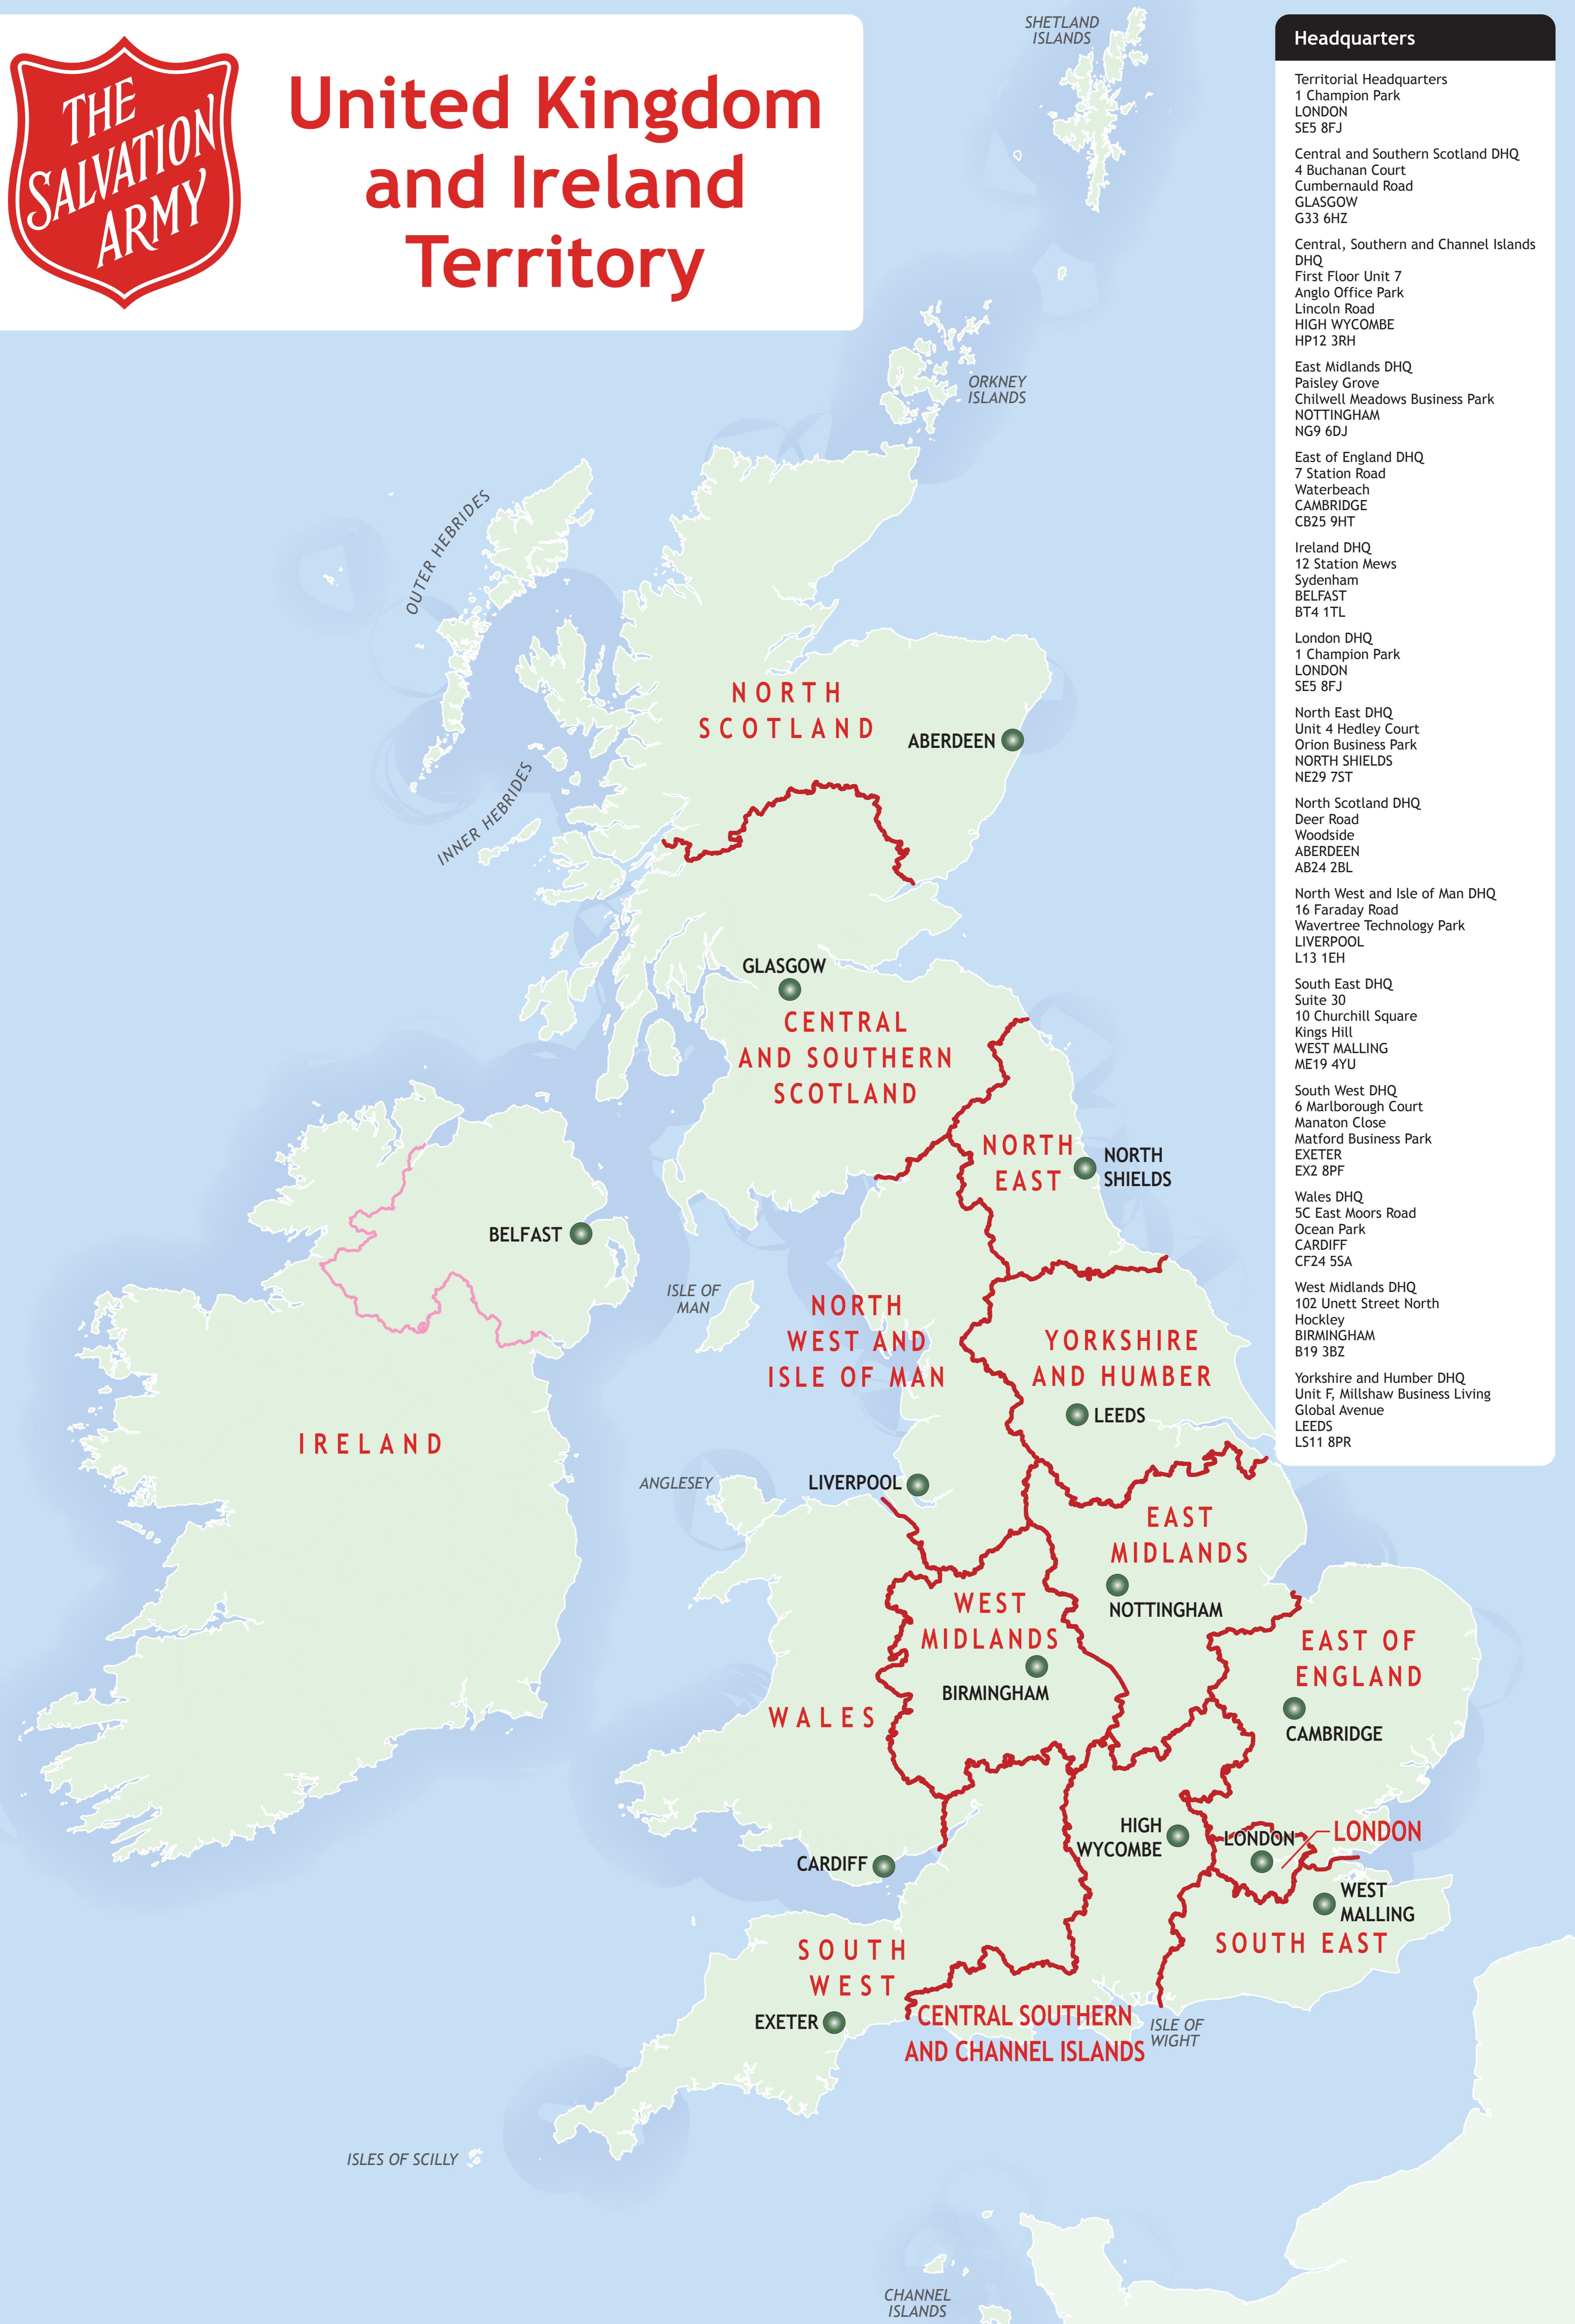 THE
SALVATION
ARMY
United Kingdom
and Ireland
Territory
Headquarters
Territorial Headquarters
1 Champion Park
LONDON
SE5 8FJ
Central and Southern Scotland DHQ
4 Buchanan Court
Cumbernauld Road
GLASGOW
G33 6HZ
Central, Southern and Channel Islands
DHQ
First Floor Unit 7
Anglo Office Park
Lincoln Road
HIGH WYCOMBE
HP12 3RH
East Midlands DHQ
Paisley Grove
Chilwell Meadows Business Park
NOTTINGHAM
NG9 6DJ
East of England DHQ
7 Station Road
Waterbeach
CAMBRIDGE
CB25 9HT
Ireland DHQ
12 Station Mews
Sydenham
BELFAST
BT4 1TL
London DHQ
1 Champion Park
LONDON
SE5 8FJ
North East DHQ
Unit 4 Hedley Court
Orion Business Park
NORTH SHIELDS
NE29 7ST
North Scotland DHQ
Deer Road
Woodside
ABERDEEN
AB24 2BL
North West and Isle of Man DHQ
16 Faraday Road
Wavertree Technology Park
LIVERPOOL
L13 1EH
South East DHQ
Suite 30
10 Churchill Square
Kings Hill
WEST MALLING
ME19 4YU
South West DHQ
6 Marlborough Court
Manaton Close
Matford Business Park
EXETER
EX2 8PF
Wales DHQ
5C East Moors Road
Ocean Park
CARDIFF
CF24 5SA
West Midlands DHQ
102 Unett Street North
Hockley
BIRMINGHAM
B19 3BZ
Yorkshire and Humber DHQ
Unit F, Millshaw Business Living
Global Avenue
LEEDS
LS11 8PR
SHETLAND
ISLANDS
ORKNEY
ISLANDS
OUTER HEBRIDES
INNER HEBRIDES
NORTH
SCOTLAND
ABERDEEN
GLASGOW
CENTRAL
AND SOUTHERN
SCOTLAND
NORTH
EAST
NORTH
SHIELDS
BELFAST
ISLE OF
MAN
NORTH
WEST AND
ISLE OF MAN
YORKSHIRE
AND HUMBER
LEEDS
IRELAND
ANGLESEY
LIVERPOOL
EAST
MIDLANDS
NOTTINGHAM
WEST
MIDLANDS
BIRMINGHAM
EAST OF
ENGLAND
CAMBRIDGE
WALES
HIGH
WYCOMBE
LONDON
LONDON
CARDIFF
WEST
MALLING
SOUTH EAST
SOUTH
WEST
EXETER
CENTRAL SOUTHERN
AND CHANNEL ISLANDS
ISLE OF
WIGHT
ISLES OF SCILLY
CHANNEL
ISLANDS